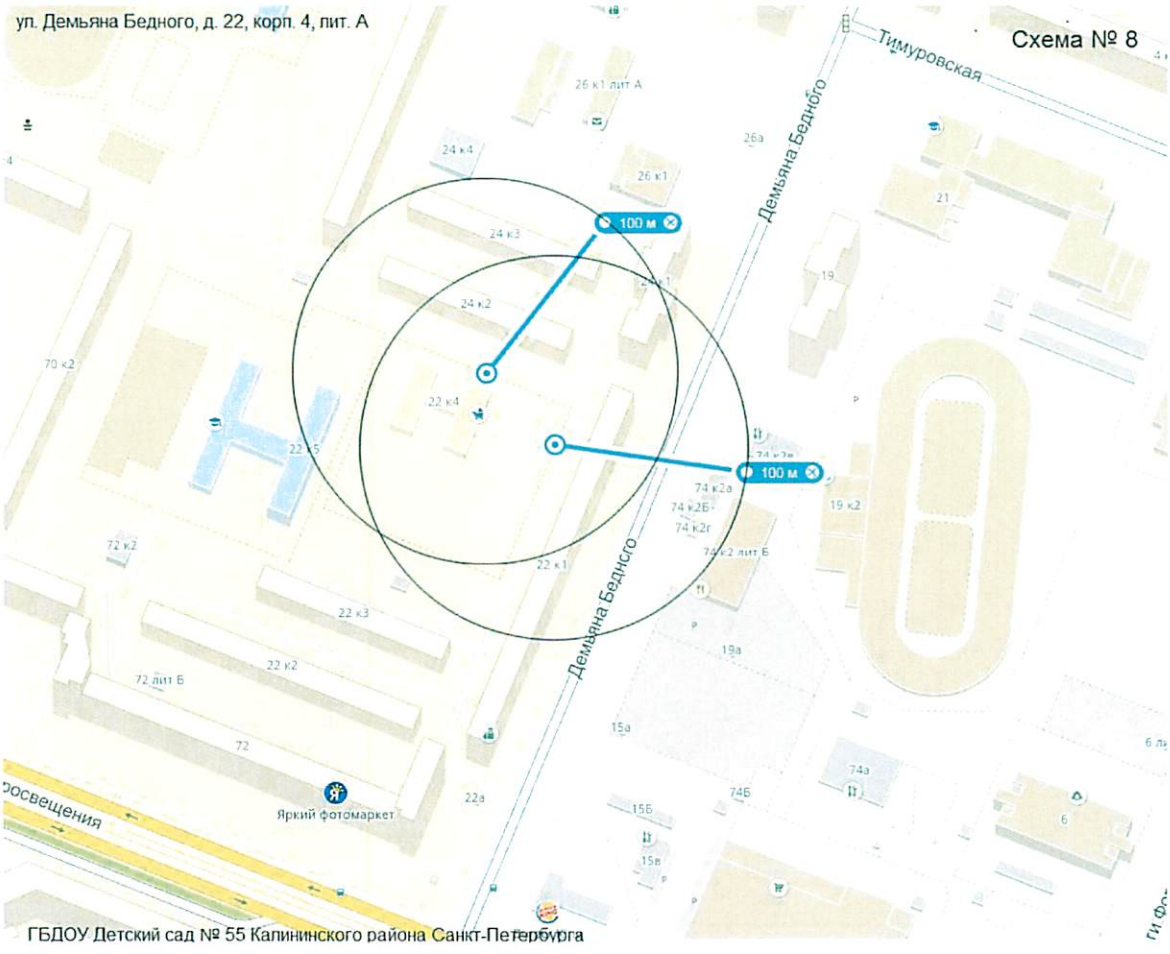 ул. Демьяна Бедного, д. 22, корп. 4, лит. А
Схема № 8
Тимуровская
26 к1 лит А
Демьяна Бедного
26а
24 к4
26 к1
21
100 м
24 к3
24 к1
19
24 к2
70 к2
22 к4
22 к5
100 м
74 к2а
74 к2Б
74 к2г
19 к2
72 к2
74 к2 лит Б
22 к1
Демьяна Бедного
22 к3
19а
22 к2
72 лит Б
15а
72
74а
22а
74Б
15Б
6
Яркий фотомаркет
росвещения
15в
ГБДОУ Детский сад № 55 Калининского района Санкт-Петербурга